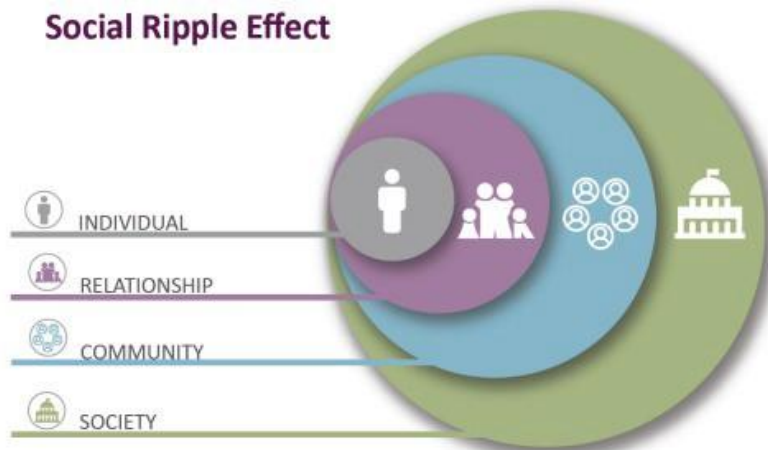 Social Ripple Effect
INDIVIDUAL
RELATIONSHIP
COMMUNITY
SOCIETY